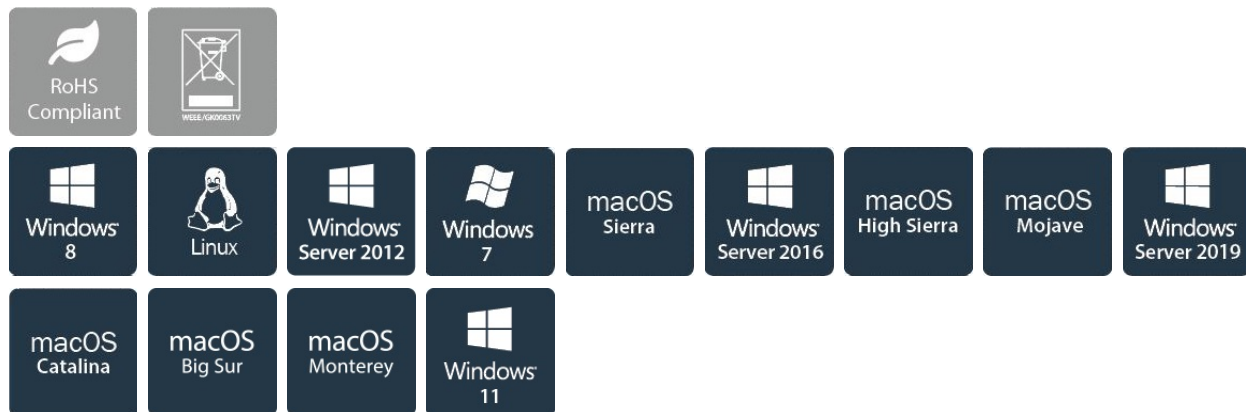 RoHS
Compliant
WEEE/GK0083TV
Windows
8
Linux
Windows
Server 2012
Windows
7
macOS
Sierra
Windows
Server 2016
macOS
High Sierra
macOS
Mojave
Windows
Server 2019
macOS
Catalina
macOS
Big Sur
macOS
Monterey
Windows
11